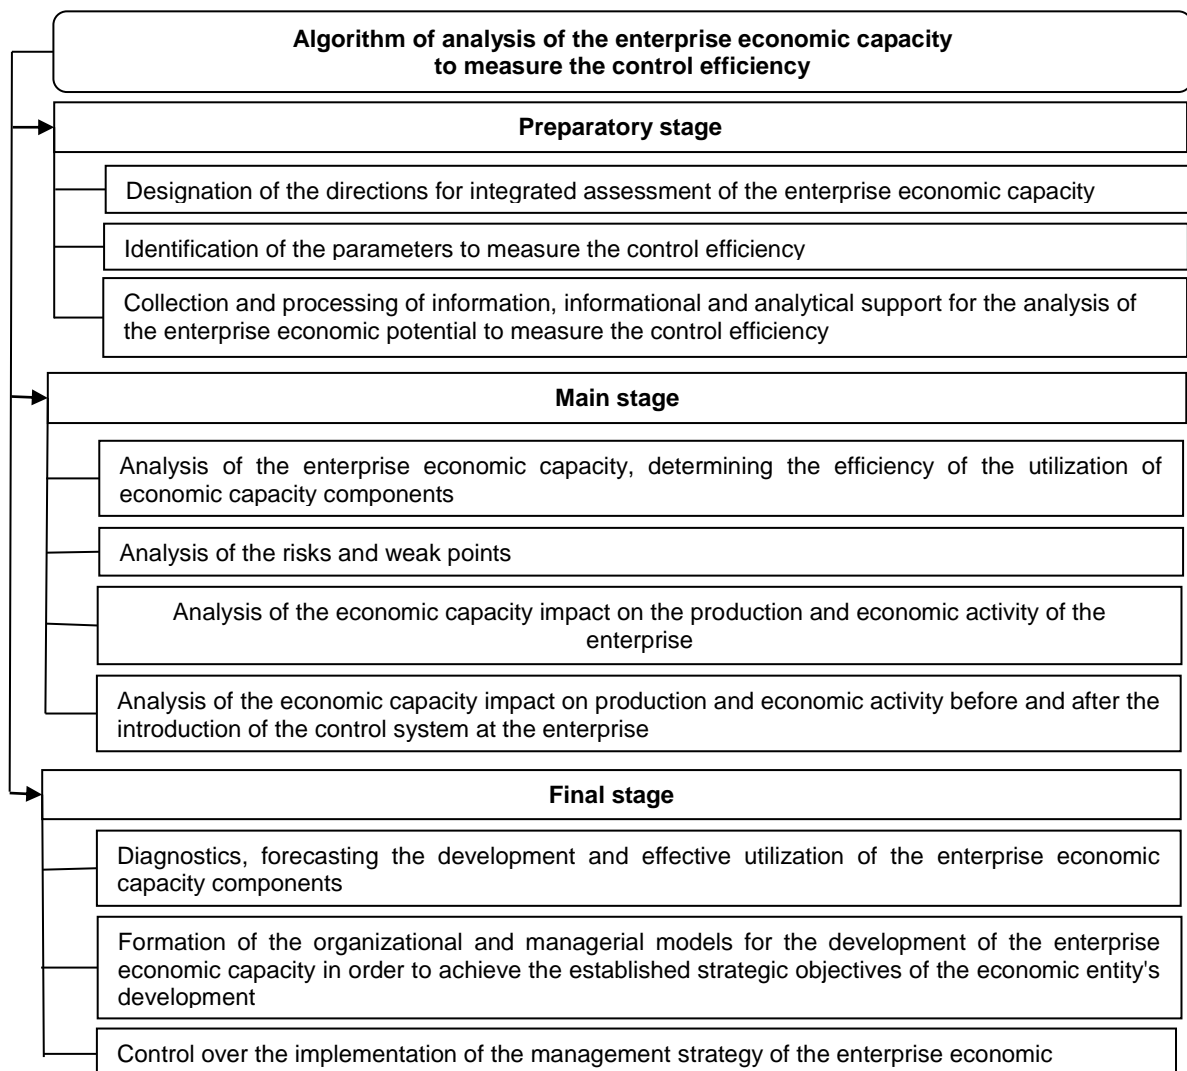 Algorithm of analysis of the enterprise economic capacity
to measure the control efficiency
Preparatory stage
Designation of the directions for integrated assessment of the enterprise economic capacity
Identification of the parameters to measure the control efficiency
Collection and processing of information, informational and analytical support for the analysis of
the enterprise economic potential to measure the control efficiency
Main stage
Analysis of the enterprise economic capacity, determining the efficiency of the utilization of
economic capacity components
Analysis of the risks and weak points
Analysis of the economic capacity impact on the production and economic activity of the
enterprise
Analysis of the economic capacity impact on production and economic activity before and after the
introduction of the control system at the enterprise
Final stage
Diagnostics, forecasting the development and effective utilization of the enterprise economic
capacity components
Formation of the organizational and managerial models for the development of the enterprise
economic capacity in order to achieve the established strategic objectives of the economic entity's
development
Control over the implementation of the management strategy of the enterprise economic